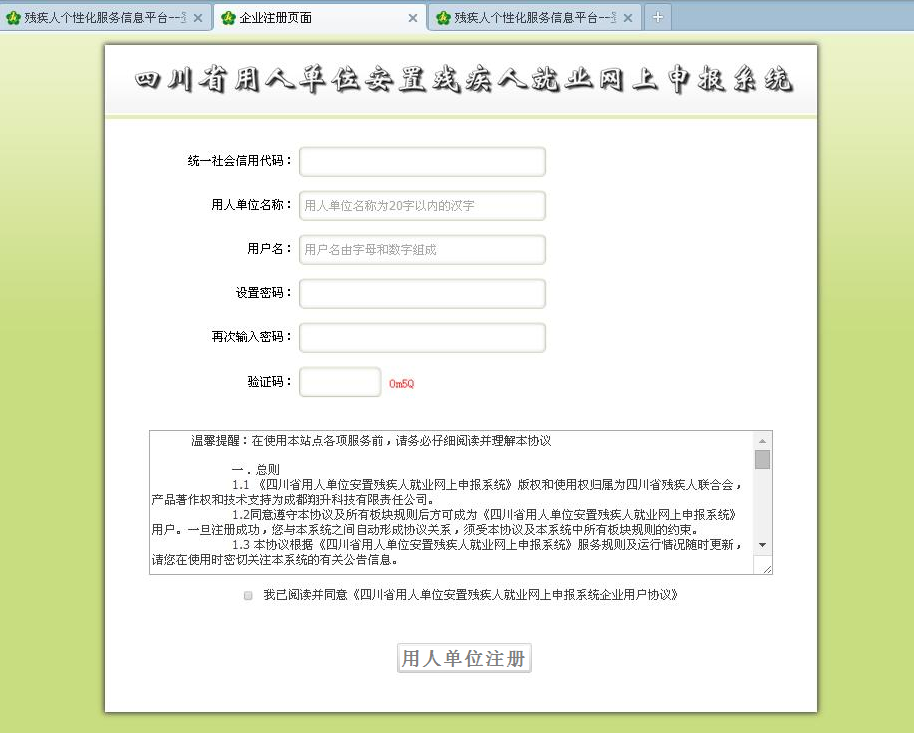 残疾人个性化服务信息平台--
企业注册页面
残疾人个性化服务信息平台--
四川省用人单位安置残疾人就业网上申报系统
统一社会信用代码：
用人单位名称： 用人单位名称为20字以内的汉字
用户名： 用户名由字母和数字组成
设置密码：
再次输入密码：
验证码： 0m5Q
温馨提醒：在使用本站点各项服务前，请务必仔细阅读并理解本协议
一．总则
1.1 《四川省用人单位安置残疾人就业网上申报系统》版权和使用权归属为四川省残疾人联合会，
产品著作权和技术支持为成都翔升科技有限责任公司。
1.2同意遵守本协议及所有板块规则后方可成为《四川省用人单位安置残疾人就业网上申报系统》
用户。一旦注册成功，您与本系统之间自动形成协议关系，须受本协议及本系统中所有板块规则的约束。
1.3 本协议根据《四川省用人单位安置残疾人就业网上申报系统》服务规则及运行情况随时更新，
请您在使用时密切关注本系统的有关公告信息。
我已阅读并同意《四川省用人单位安置残疾人就业网上申报系统企业用户协议》
用人单位注册